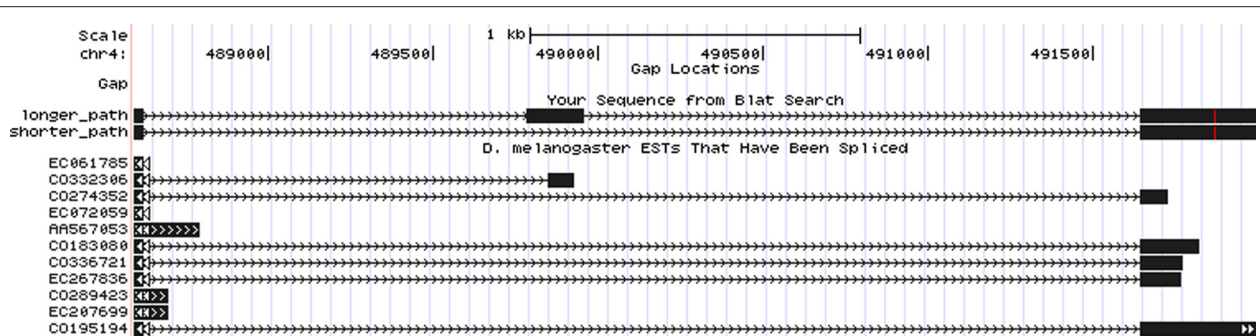 Scale 1 kb
chr4: 489000| 489500| 490000| 490500| 491000| 491500|
Gap Locations
Gap
Your Sequence from Blat Search
longer_path
shorter_path
D. melanogaster ESTs That Have Been Spliced
EC061785
CO332306
CO274352
EC072059
AA567053
CO183080
CO336721
EC267836
CO289423
EC207699
CO195194